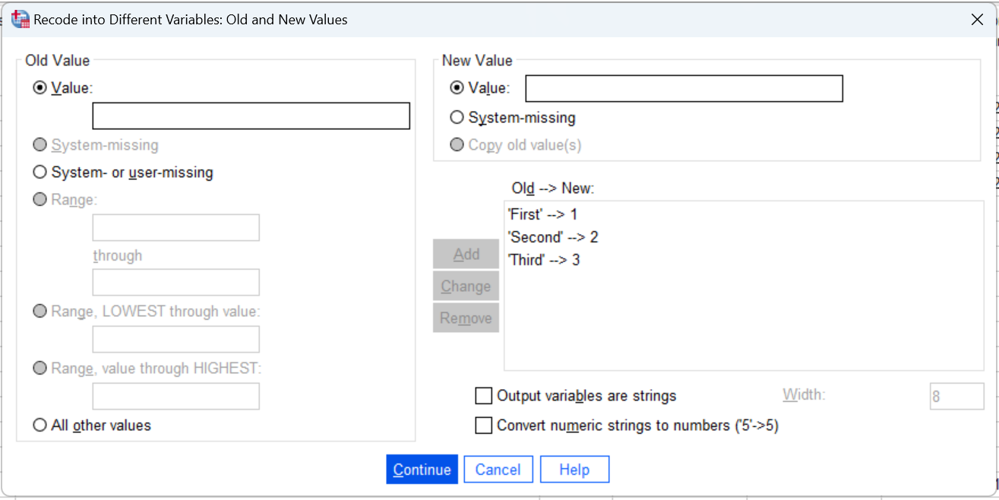 Recode into Different Variables: Old and New Values
Old Value
Value:
System-missing
System- or user-missing
Range:
through
Range, LOWEST through value:
Range, value through HIGHEST:
All other values
New Value
Value:
System-missing
Copy old value(s)
Old --> New:
'First' --> 1
'Second' --> 2
'Third' --> 3
Add
Change
Remove
Output variables are strings
Width:
8
Convert numeric strings to numbers ('5'->5)
Continue
Cancel
Help